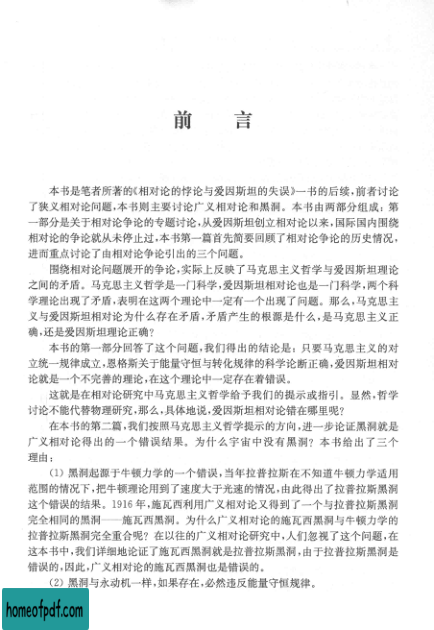 前言
本书是笔者所著的《相对论的悖论与爱因斯坦的失误》一书的后续，前者讨论
了狭义相对论问题，本书则主要讨论广义相对论和黑洞。本书由两部分组成：第
一部分是关于相对论争论的专题讨论，从爱因斯坦创立相对论以来，国际国内围绕
相对论的争论就从未停止过，本书第一篇首先简要回顾了相对论争论的历史情况，
进而重点讨论了由相对论争论引出的三个问题。
围绕相对论问题展开的争论，实际上反映了马克思主义哲学与爱因斯坦理论
之间的矛盾。马克思主义哲学是一门科学，爱因斯坦相对论也是一门科学，两个科
学理论出现了矛盾，表明在这两个理论中一定有一个出现了问题。那么，马克思主
义与爱因斯坦相对论为什么存在矛盾，矛盾产生的根源是什么，是马克思主义正
确，还是爱因斯坦理论正确？
本书的第一部分回答了这个问题，我们得出的结论是：只要马克思主义的对
立统一规律成立，恩格斯关于能量守恒与转化规律的科学论断正确，爱因斯坦相对
论就是一个不完善的理论，在这个理论中一定存在着错误。
这就是在相对论研究中马克思主义哲学给予我们的提示或指引。显然，哲学
讨论不能代替物理研究，那么，具体地说，爱因斯坦相对论错在哪里呢？
在本书的第二篇，我们按照马克思主义哲学提示的方向，进一步论证黑洞就是
广义相对论得出的一个错误结果。为什么宇宙中没有黑洞？本书给出了三个
理由：
（1）黑洞起源于牛顿力学的一个错误，当年拉普拉斯在不知道牛顿力学适用
范围的情况下，把牛顿理论用到了速度大于光速的情况，由此得出了拉普拉斯黑洞
这个错误的结果。1916年，施瓦西利用广义相对论又得到了一个与拉普拉斯黑洞
完全相同的黑洞——施瓦西黑洞。为什么广义相对论的施瓦西黑洞与牛顿力学的
拉普拉斯黑洞完全重合呢？在以往的广义相对论研究中，人们忽视了这个问题，在
这本书中，我们详细地论证了施瓦西黑洞就是拉普拉斯黑洞，由于拉普拉斯黑洞是
错误的，因此，广义相对论的施瓦西黑洞也是错误的。
（2）黑洞与永动机一样，如果存在，必然违反能量守恒规律。
homeofpdf.com